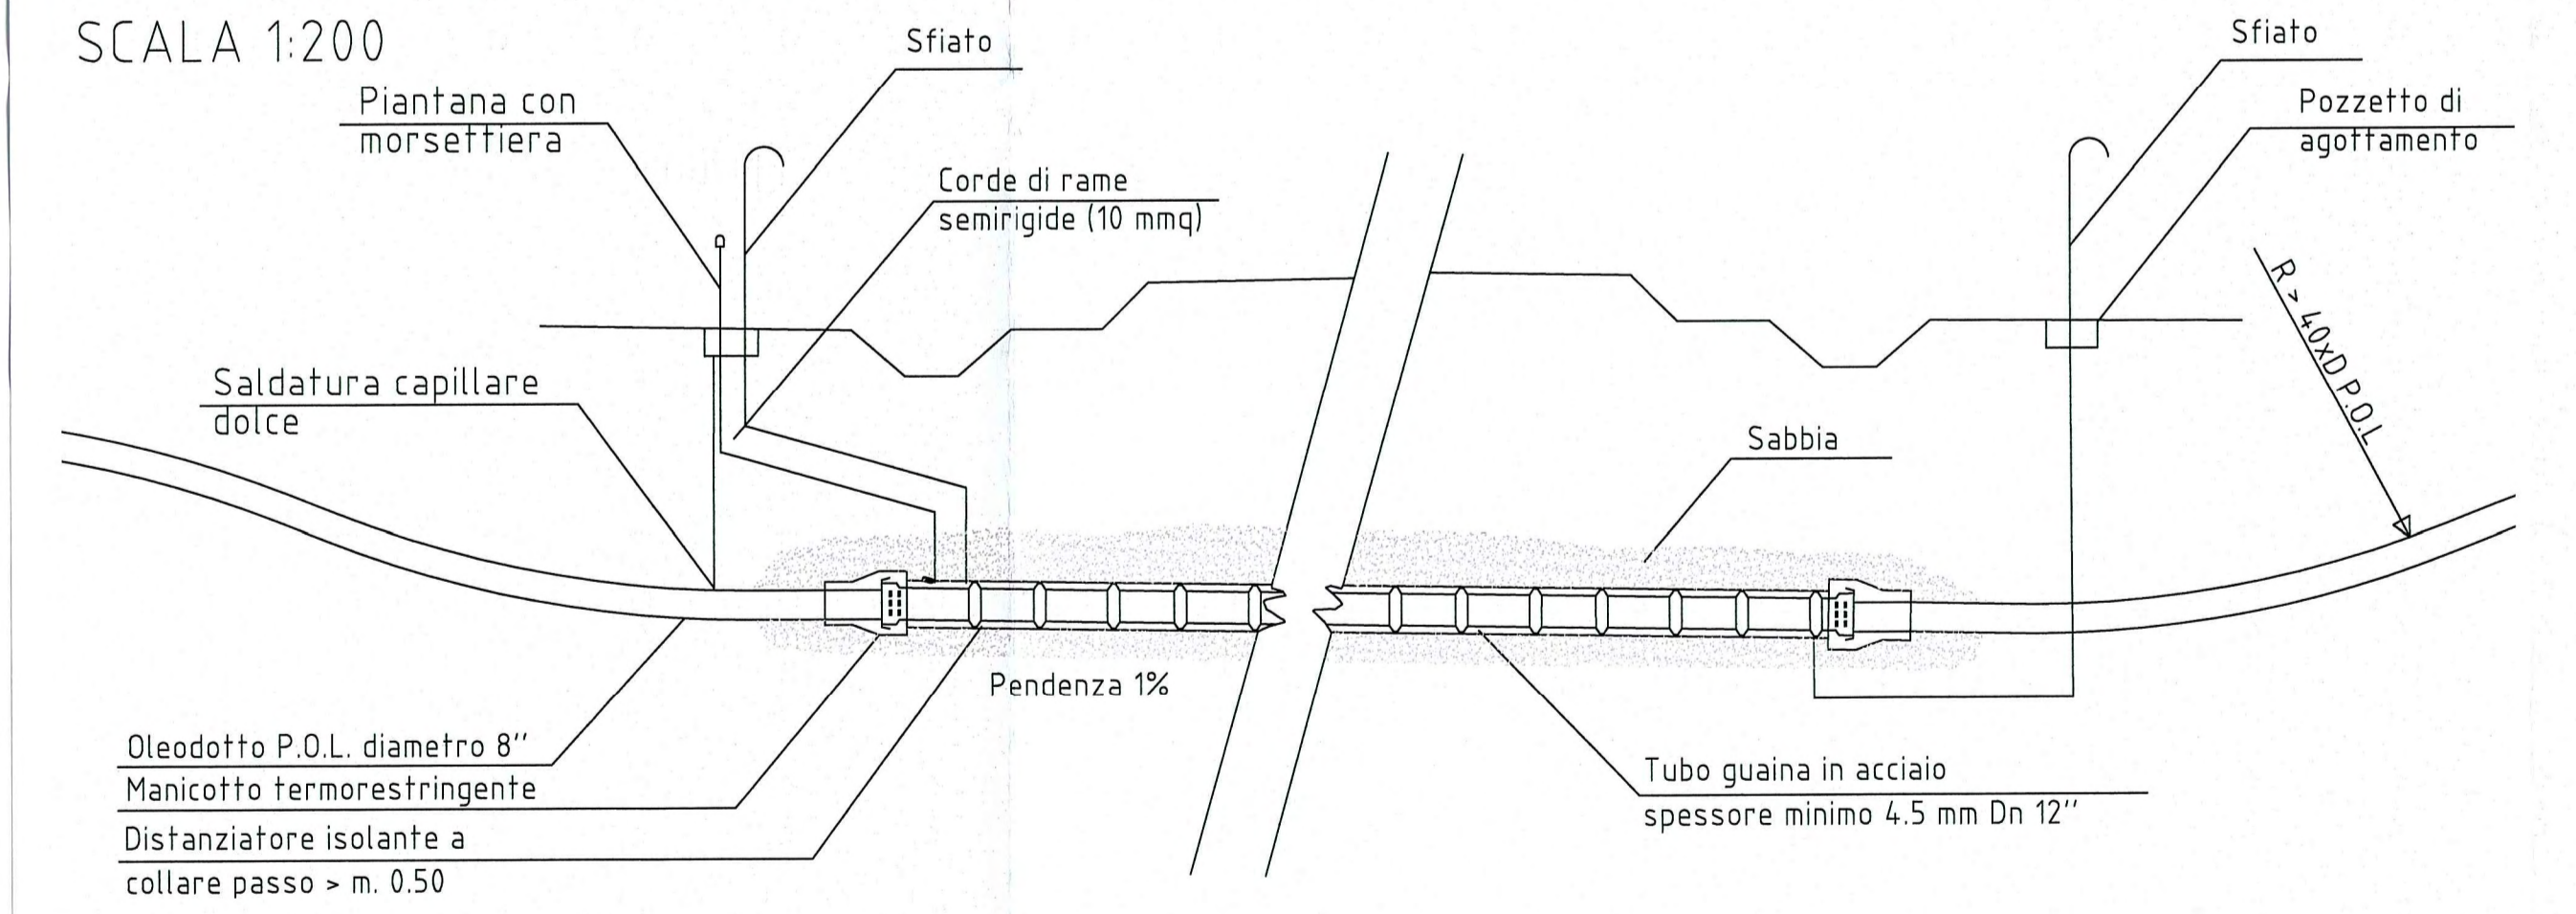 SCALA 1:200
Sfiato
Sfiato
Piantana con
morsettiera
Pozzetto di
agottamento
Corde di rame
semirigide (10 mmq)
R > 40xD P.O.L
Saldatura capillare
dolce
Sabbia
Pendenza 1%
Oleodotto P.O.L. diametro 8''
Manicotto termorestringente
Distanziatore isolante a
collare passo > m. 0.50
Tubo guaina in acciaio
spessore minimo 4.5 mm Dn 12''